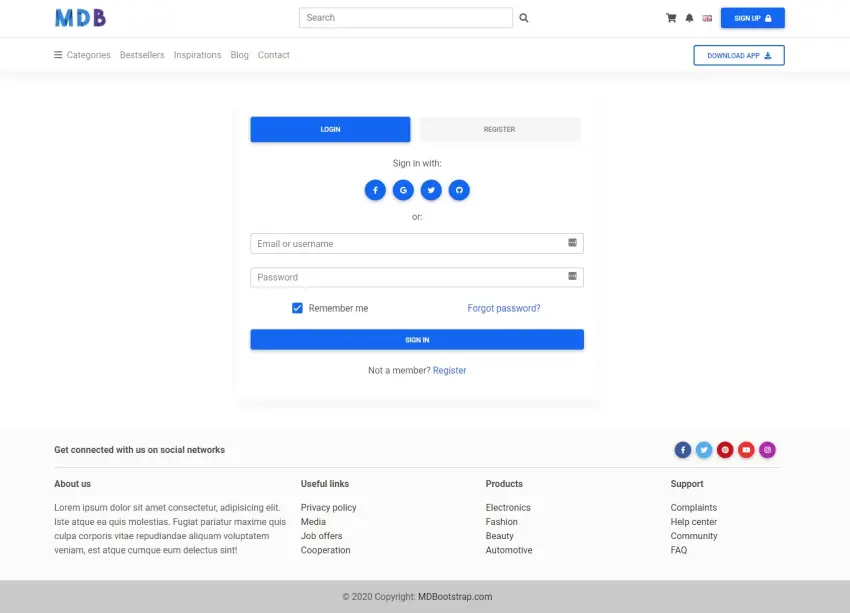 MDB
Search
SIGN UP
Categories Bestsellers Inspirations Blog Contact
DOWNLOAD APP
LOGIN
REGISTER
Sign in with:
or:
Email or username
Password
Remember me
Forgot password?
SIGN IN
Not a member? Register
Get connected with us on social networks
About us
Lorem ipsum dolor sit amet consectetur, adipisicing elit.
Iste atque ea quis molestias. Fugiat pariatur maxime quis
culpa corporis vitae repudiandae aliquam voluptatem
veniam, est atque cumque eum delectus sint!
Useful links
Privacy policy
Media
Job offers
Cooperation
Products
Electronics
Fashion
Beauty
Automotive
Support
Complaints
Help center
Community
FAQ
© 2020 Copyright: MDBootstrap.com